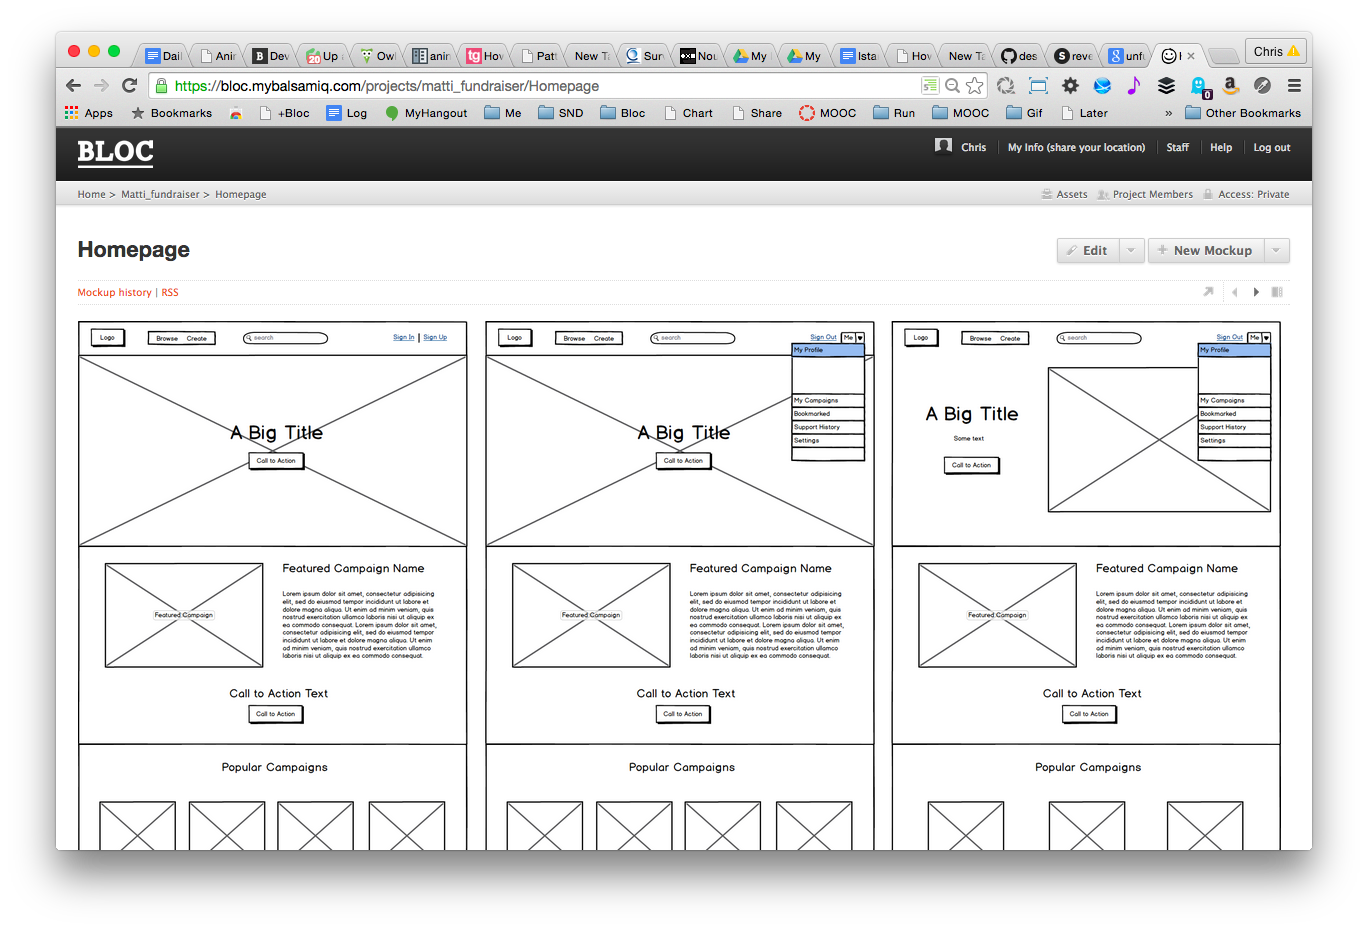 Dail Anin Dev Up Owl anin Hov Patt New Ta Sur Nou My My Ista Hov New Ta des reve unfu
Chris
https://bloc.mybalsamiq.com/projects/matti_fundraiser/Homepage
0
Apps Bookmarks +Bloc Log MyHangout Me SND Bloc Chart Share MOOC Run MOOC Gif Later » Other Bookmarks
BLOC
Chris My Info (share your location) Staff Help Log out
Home > Matti_fundraiser > Homepage
Assets Project Members Access: Private
Homepage
Edit New Mockup
Mockup history | RSS
Logo Browse Create search Sign In | Sign Up
A Big Title
Call to Action
Featured Campaign
Featured Campaign Name
Lorem ipsum dolor sit amet, consectetur adipisicing
elit, sed do eiusmod tempor incididunt ut labore et
dolore magna aliqua. Ut enim ad minim veniam, quis
nostrud exercitation ullamco laboris nisi ut aliquip ex
ea commodo consequat. Lorem ipsum dolor sit amet,
consectetur adipisicing elit, sed do eiusmod tempor
incididunt ut labore et dolore magna aliqua. Ut enim
ad minim veniam, quis nostrud exercitation ullamco
laboris nisi ut aliquip ex ea commodo consequat.
Call to Action Text
Call to Action
Popular Campaigns
Logo Browse Create search Sign Out Me
My Profile
My Campaigns
Bookmarked
Support History
Settings
A Big Title
Call to Action
Featured Campaign
Featured Campaign Name
Lorem ipsum dolor sit amet, consectetur adipisicing
elit, sed do eiusmod tempor incididunt ut labore et
dolore magna aliqua. Ut enim ad minim veniam, quis
nostrud exercitation ullamco laboris nisi ut aliquip ex
ea commodo consequat. Lorem ipsum dolor sit amet,
consectetur adipisicing elit, sed do eiusmod tempor
incididunt ut labore et dolore magna aliqua. Ut enim
ad minim veniam, quis nostrud exercitation ullamco
laboris nisi ut aliquip ex ea commodo consequat.
Call to Action Text
Call to Action
Popular Campaigns
Logo Browse Create search Sign Out Me
My Profile
My Campaigns
Bookmarked
Support History
Settings
A Big Title
Some text
Call to Action
Featured Campaign
Featured Campaign Name
Lorem ipsum dolor sit amet, consectetur adipisicing
elit, sed do eiusmod tempor incididunt ut labore et
dolore magna aliqua. Ut enim ad minim veniam, quis
nostrud exercitation ullamco laboris nisi ut aliquip ex
ea commodo consequat. Lorem ipsum dolor sit amet,
consectetur adipisicing elit, sed do eiusmod tempor
incididunt ut labore et dolore magna aliqua. Ut enim
ad minim veniam, quis nostrud exercitation ullamco
laboris nisi ut aliquip ex ea commodo consequat.
Call to Action Text
Call to Action
Popular Campaigns